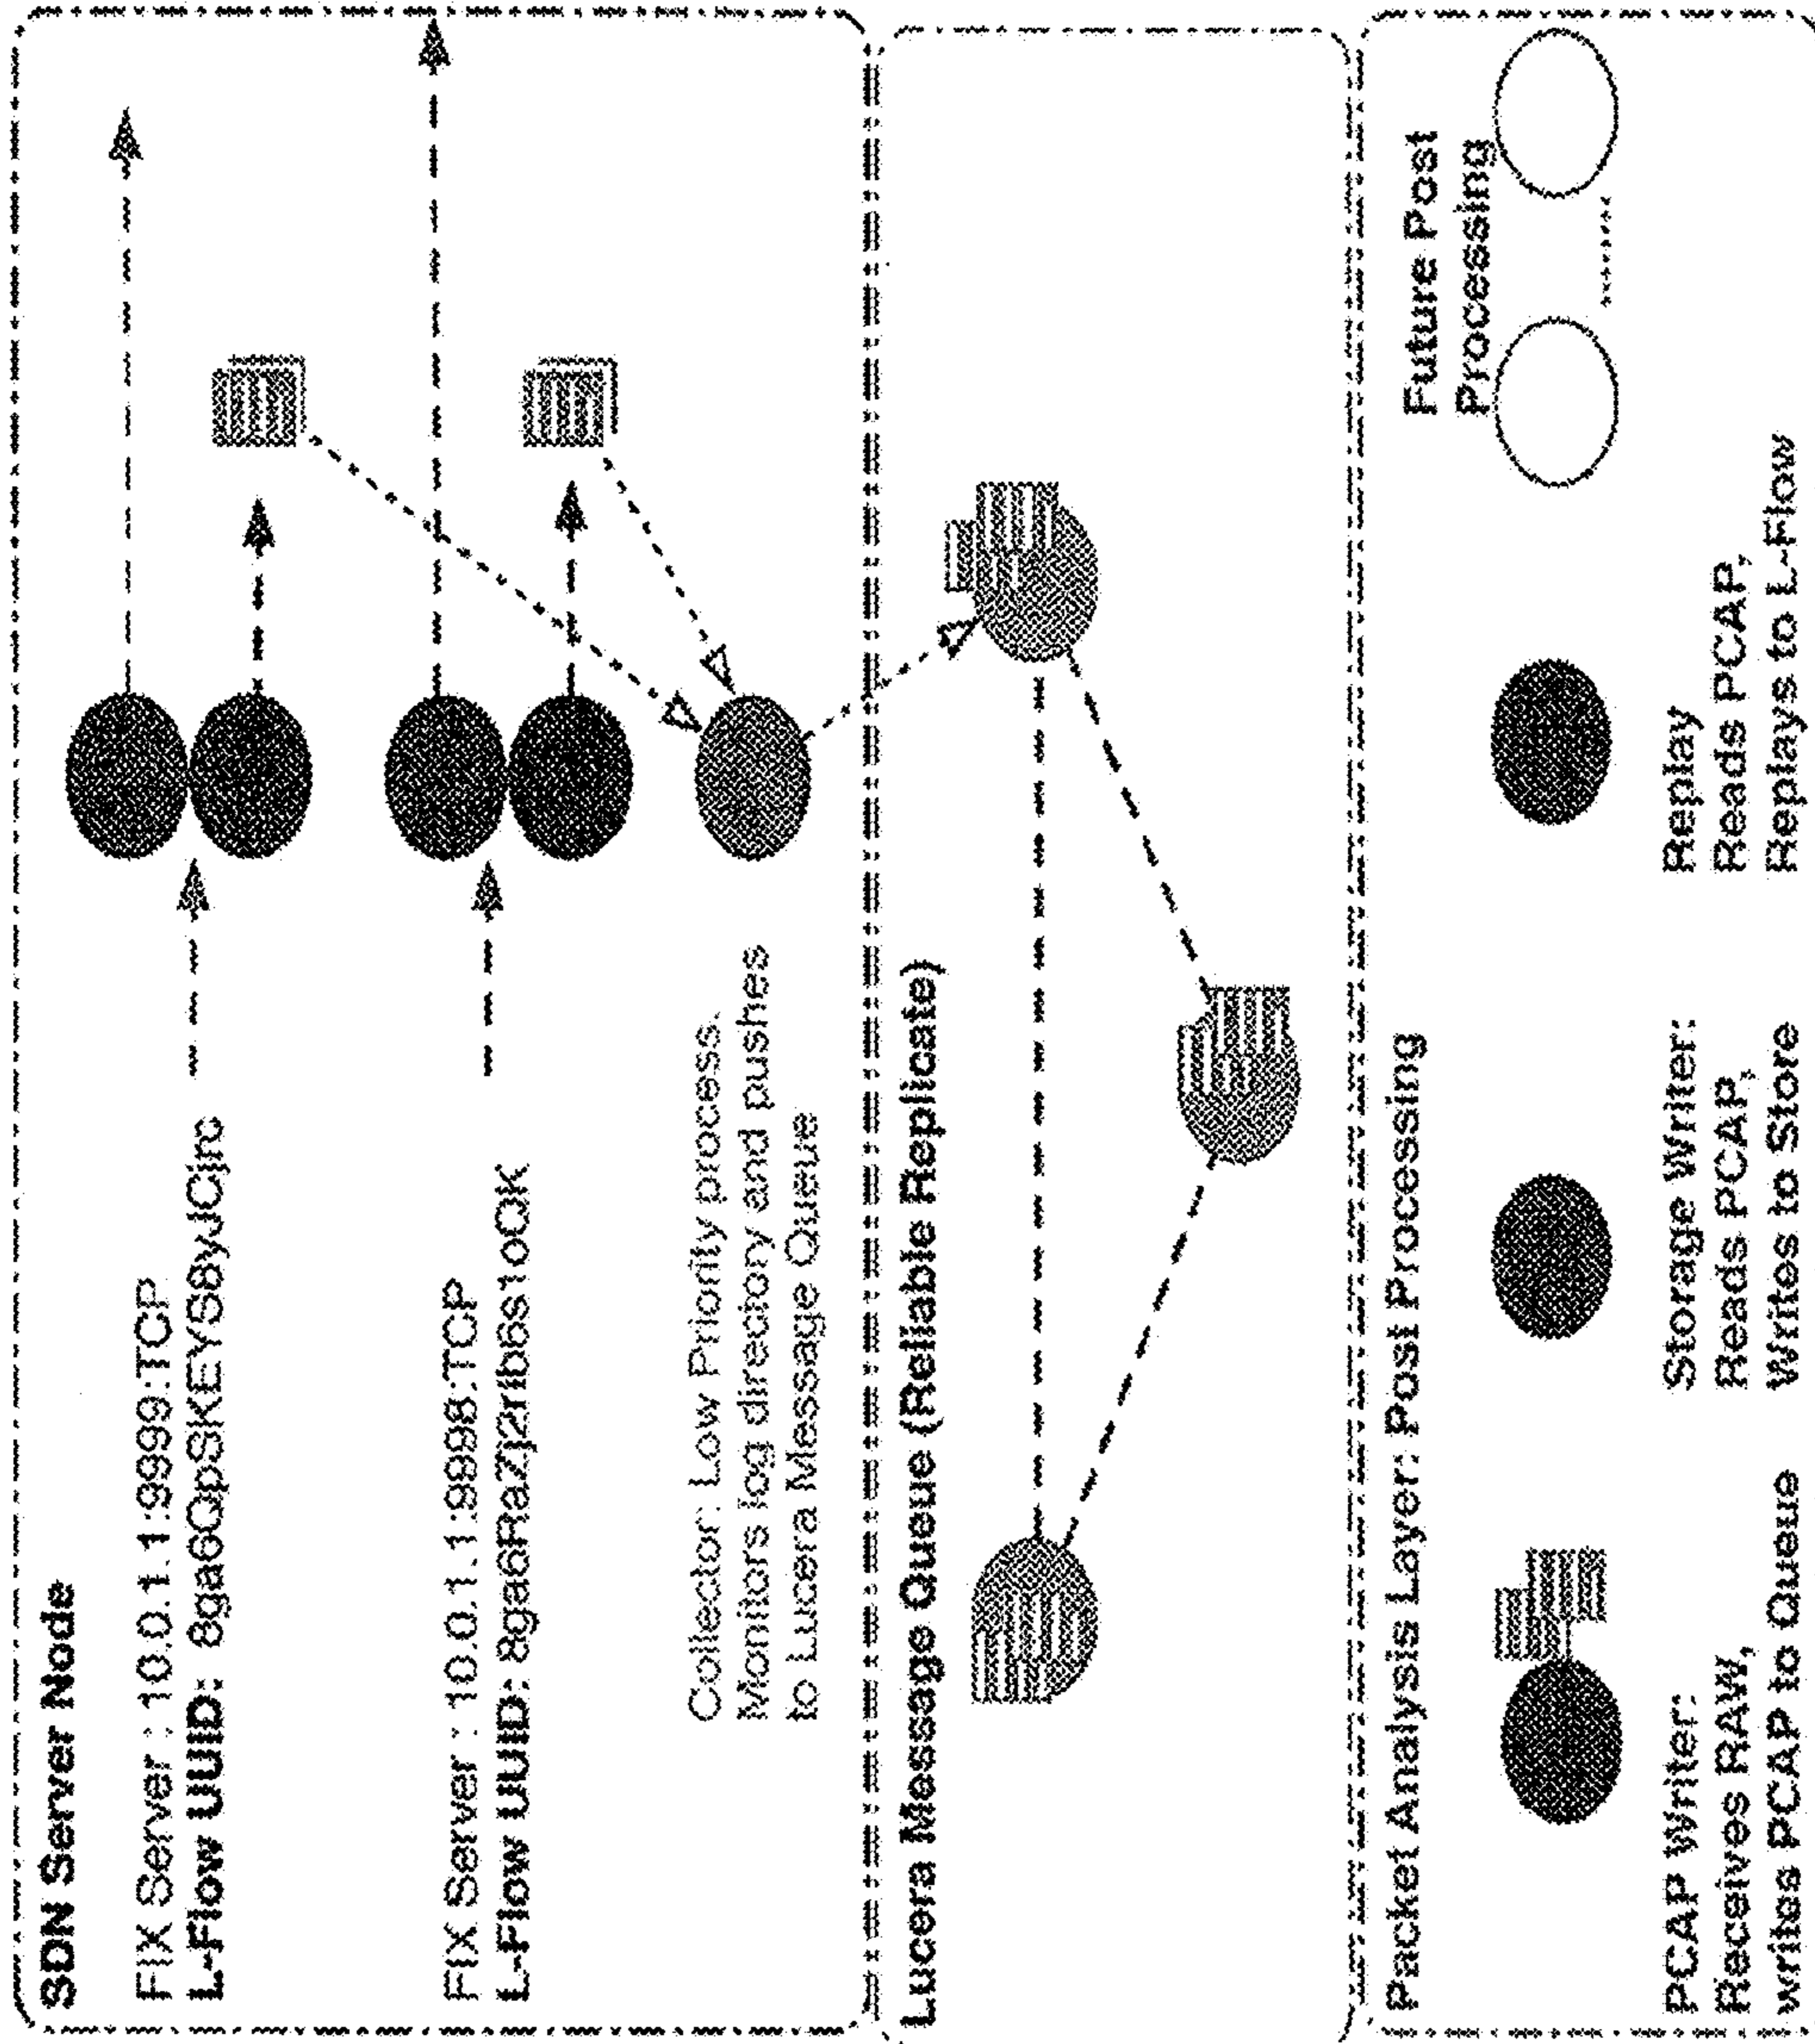 SDN Server Node
FIX Server : 10.0.1.1:9999:TCP
L-Flow UUID: 8ga6QpSKEYS8yJCjrc
FIX Server : 10.0.1.1:9998:TCP
L-Flow UUID: 8ga6RaZj2rlb6s1oQK
Collector: Low Priority process.
Monitors log directory and pushes
to Lucera Message Queue
Lucera Message Queue (Reliable Replicate)
Packet Analysis Layer: Post Processing
Future Post
Processing
PCAP Writer:
Receives RAW,
writes PCAP to Queue
Storage Writer:
Reads PCAP,
Writes to Store
Replay
Reads PCAP,
Replays to L-Flow